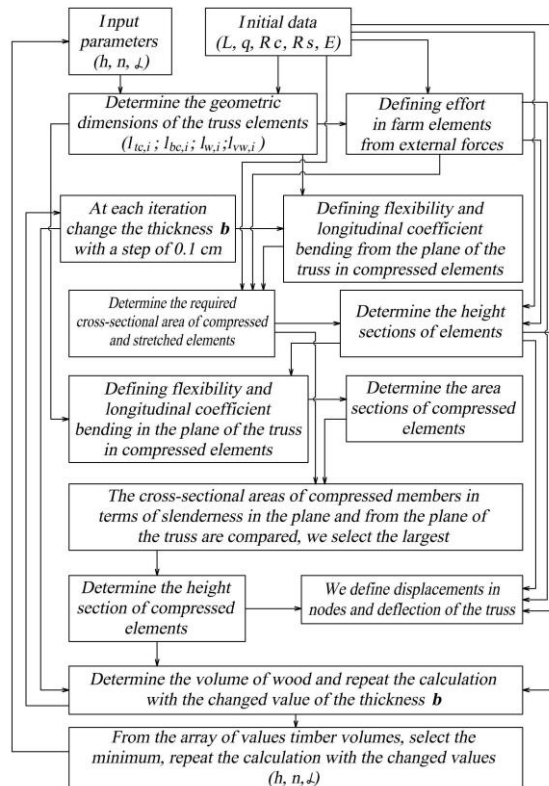 Input
parameters
(h, n, 𝓛)
Initial data
(L, q, R c, R s, E)
Determine the geometric
dimensions of the truss elements
(l tc,i ; l bc,i ; l w,i ; l vw,i )
Defining effort
in farm elements
from external forces
At each iteration
change the thickness b
with a step of 0.1 cm
Defining flexibility and
longitudinal coefficient
bending from the plane of the
truss in compressed elements
Determine the required
cross-sectional area of compressed
and stretched elements
Determine the height
sections of elements
Defining flexibility and
longitudinal coefficient
bending in the plane of the truss
in compressed elements
Determine the area
sections of compressed
elements
The cross-sectional areas of compressed members in
terms of slenderness in the plane and from the plane of
the truss are compared, we select the largest
Determine the height
section of compressed
elements
We define displacements in
nodes and deflection of the truss
Determine the volume of wood and repeat the calculation
with the changed value of the thickness b
From the array of values timber volumes, select the
minimum, repeat the calculation with the changed values
(h, n, 𝓛)